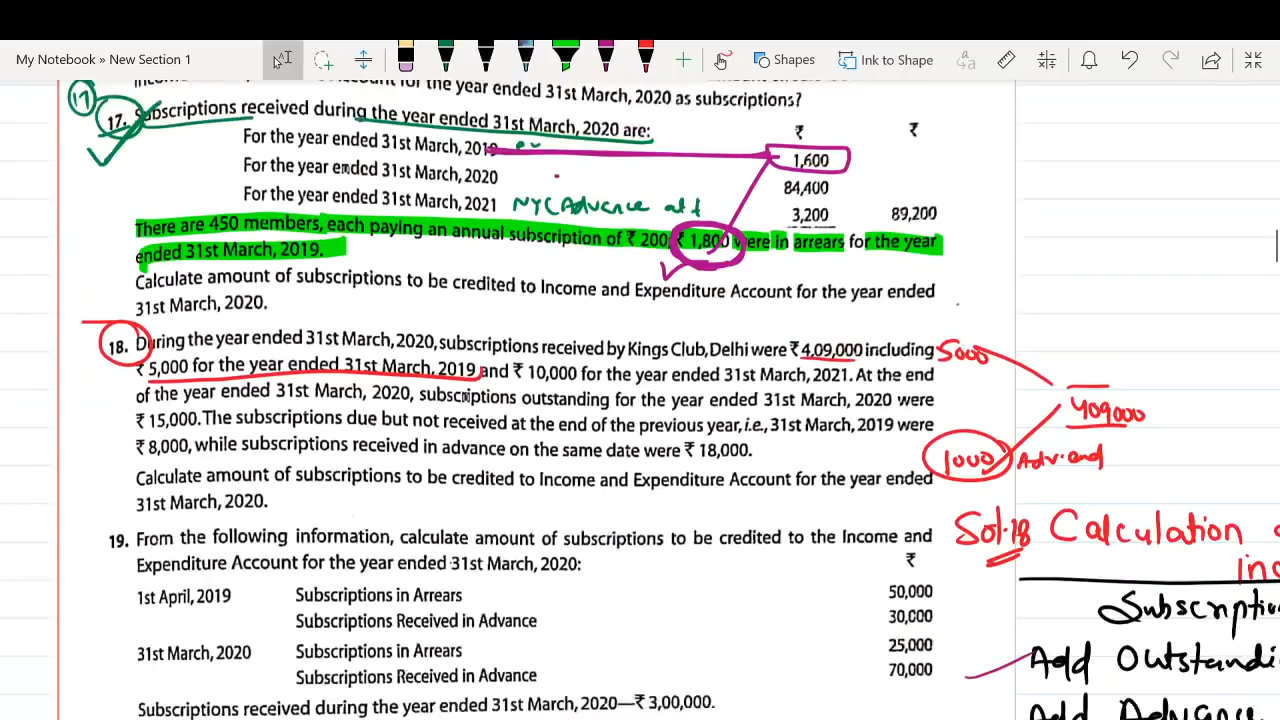 My Notebook » New Section 1
Shapes
Ink to Shape
Income and Expenditure Account for the year ended 31st March, 2020 as subscriptions?
17
17. Subscriptions received during the year ended 31st March, 2020 are:
₹ ₹
For the year ended 31st March, 2019 1,600
For the year ended 31st March, 2020 84,400
For the year ended 31st March, 2021 NY(Advance at 3,200 89,200
There are 450 members, each paying an annual subscription of ₹ 200; ₹ 1,800 were in arrears for the year
ended 31st March, 2019.
Calculate amount of subscriptions to be credited to Income and Expenditure Account for the year ended
31st March, 2020.
18. During the year ended 31st March, 2020, subscriptions received by Kings Club, Delhi were ₹ 4,09,000 including
₹ 5,000 for the year ended 31st March, 2019 and ₹ 10,000 for the year ended 31st March, 2021. At the end
of the year ended 31st March, 2020, subscriptions outstanding for the year ended 31st March, 2020 were
₹ 15,000. The subscriptions due but not received at the end of the previous year, i.e., 31st March, 2019 were
₹ 8,000, while subscriptions received in advance on the same date were ₹ 18,000.
Calculate amount of subscriptions to be credited to Income and Expenditure Account for the year ended
31st March, 2020.
5000
409000
1000 Adv. end
19. From the following information, calculate amount of subscriptions to be credited to the Income and
Expenditure Account for the year ended 31st March, 2020: ₹
1st April, 2019 Subscriptions in Arrears 50,000
Subscriptions Received in Advance 30,000
31st March, 2020 Subscriptions in Arrears 25,000
Subscriptions Received in Advance 70,000
Subscriptions received during the year ended 31st March, 2020—₹ 3,00,000.
Sol.18 Calculation
Inc
Subscription
Add Outstandi
Add Advance